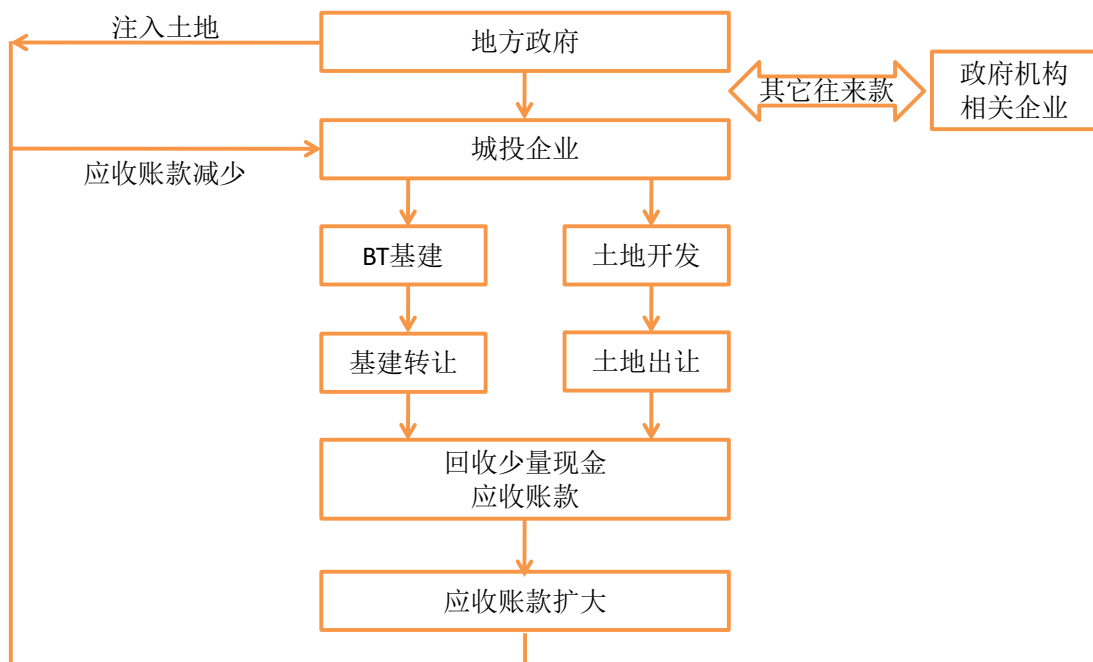 注入土地
地方政府
其它往来款
政府机构
相关企业
城投企业
应收账款减少
BT基建
土地开发
基建转让
土地出让
回收少量现金
应收账款
应收账款扩大